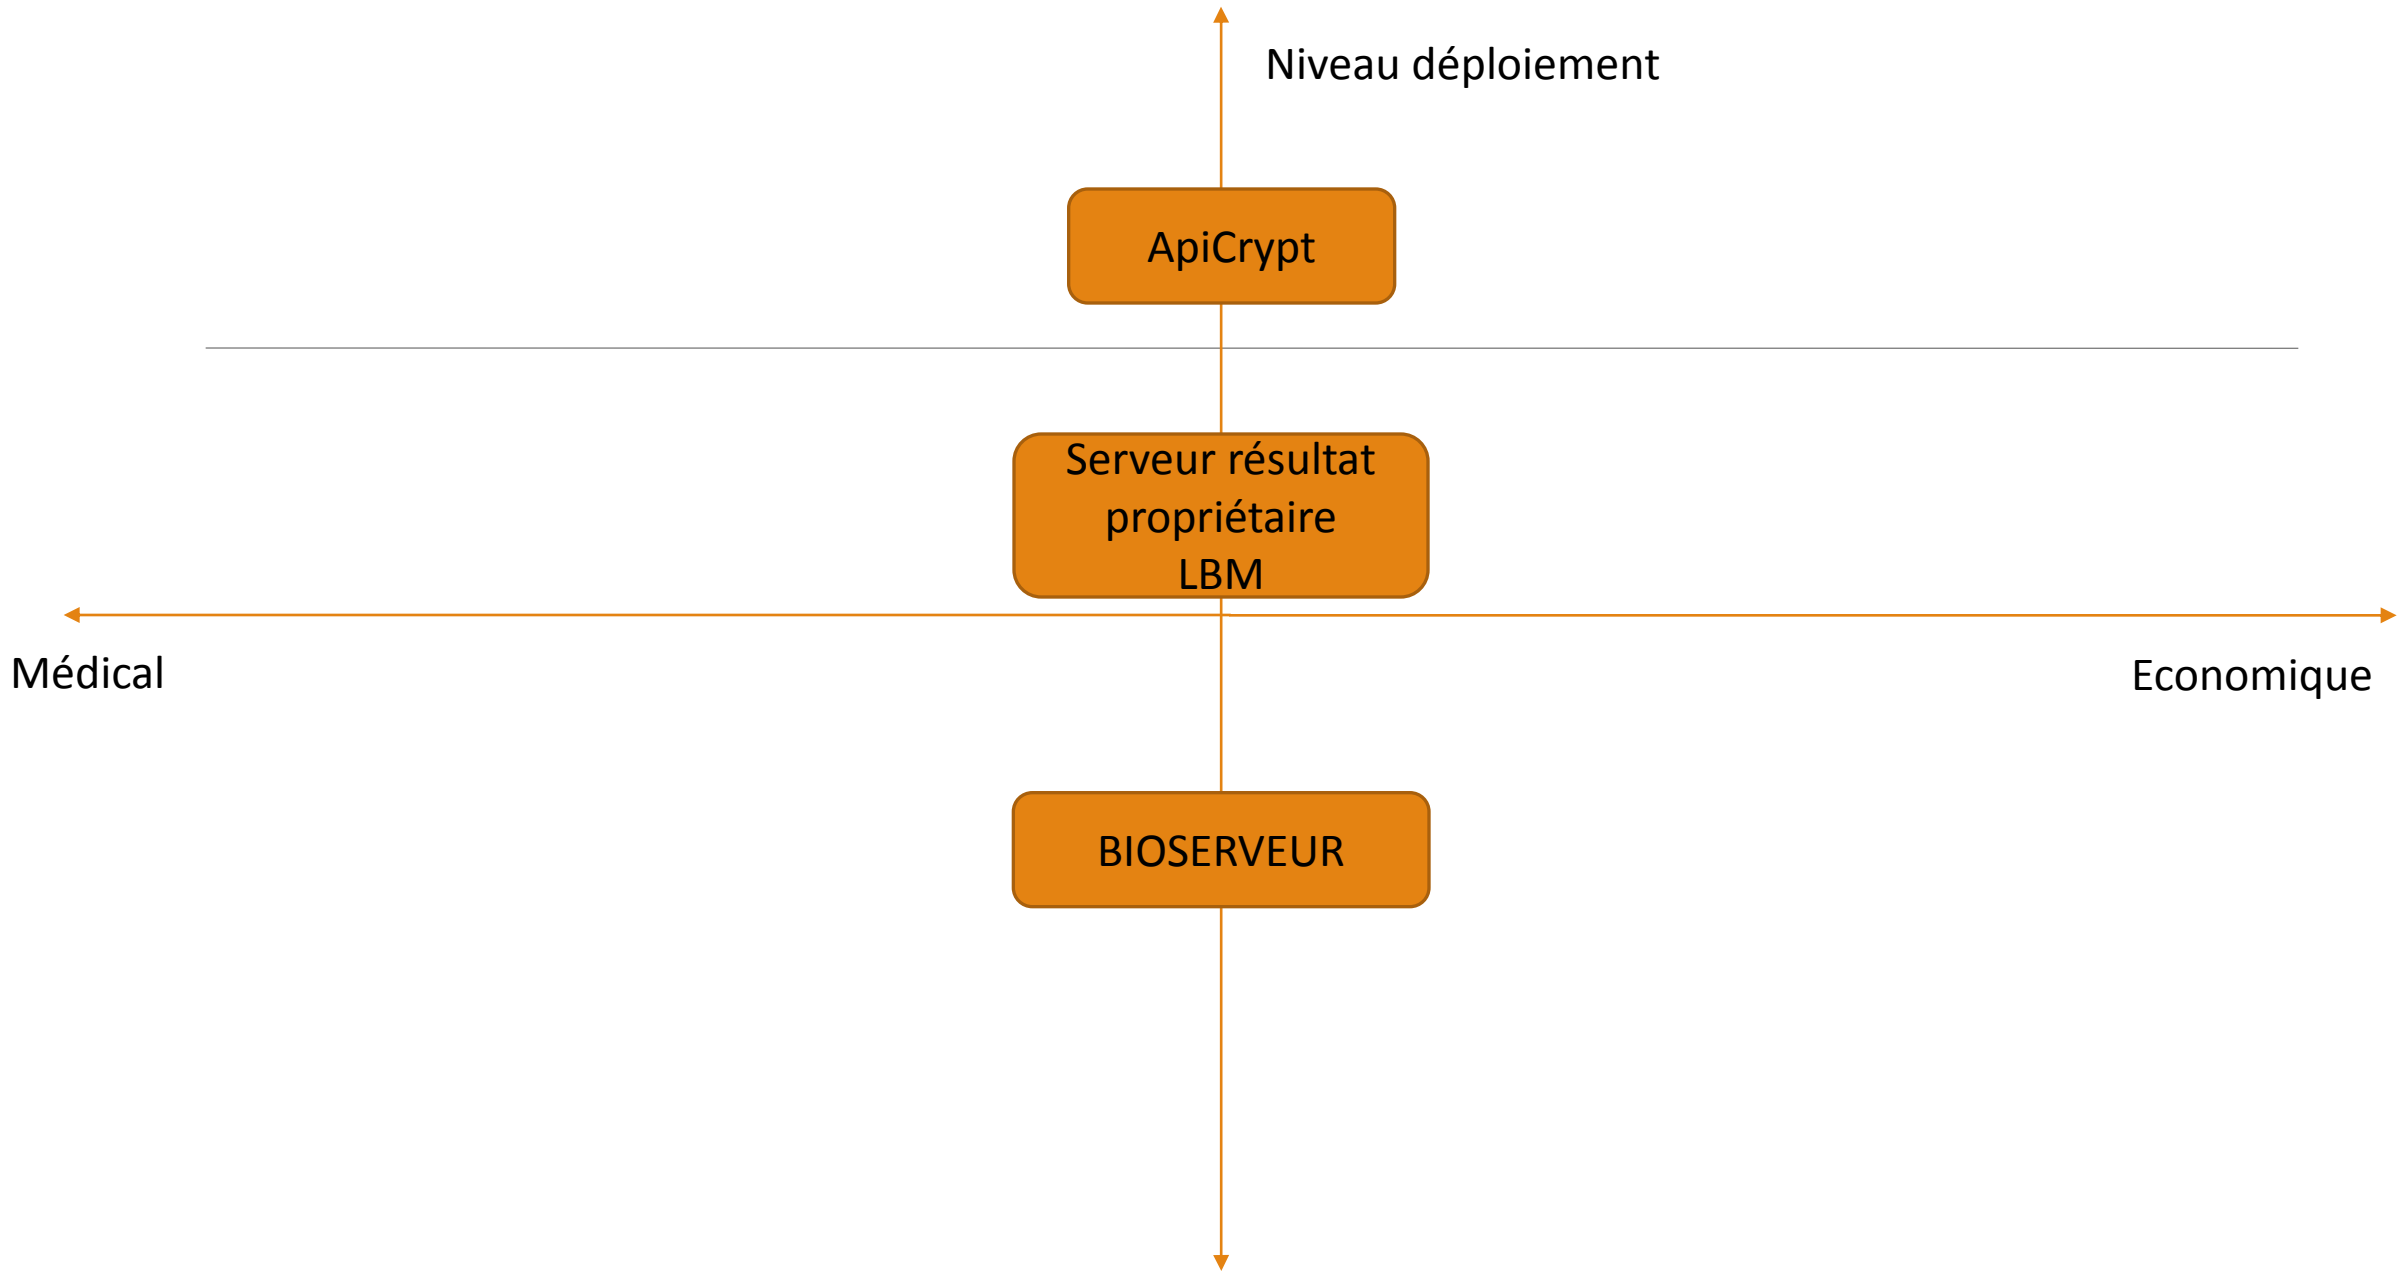 Niveau déploiement
ApiCrypt
Serveur résultat
propriétaire
LBM
Médical
Economique
BIOSERVEUR